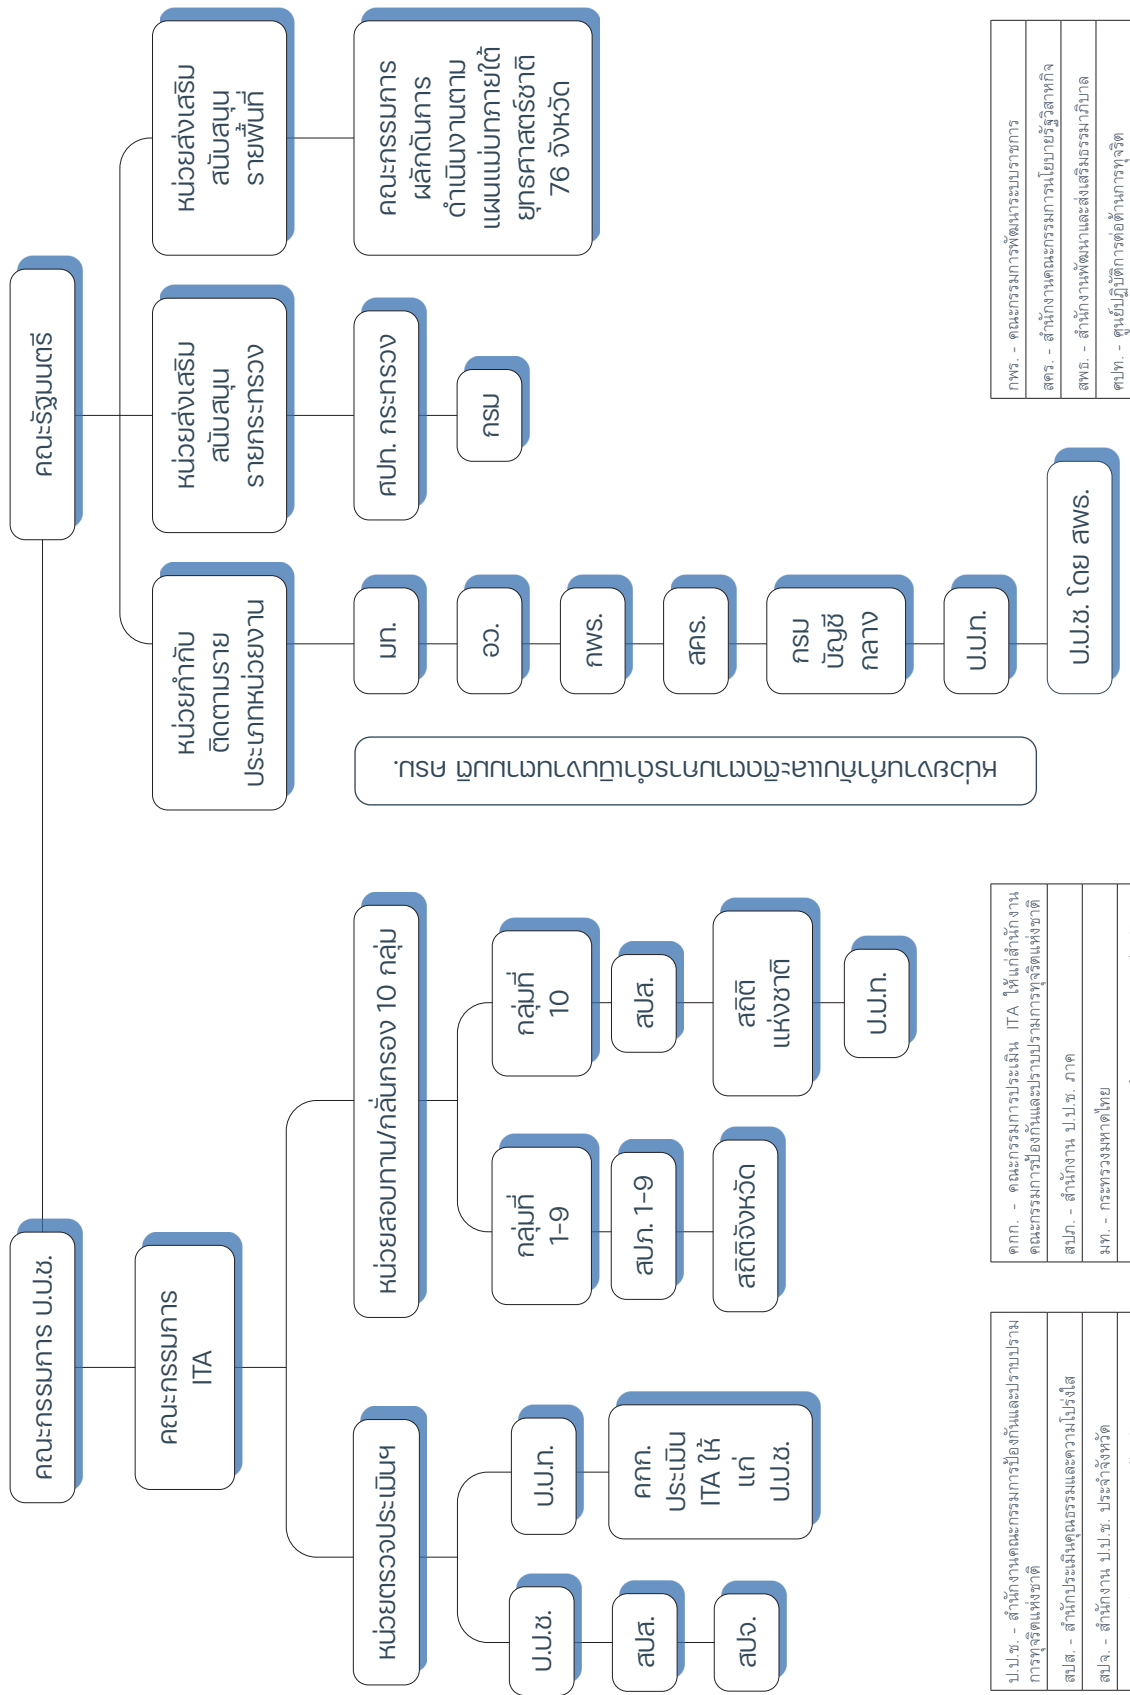 คณะกรรมการ ป.ป.ช.
คณะรัฐมนตรี
คณะกรรมการ
ITA
หน่วยตรวจประเมินฯ
ป.ป.ช.
สปส.
สปจ.
ป.ป.ท.
คกก.
ประเมิน
ITA ให้
แก่
ป.ป.ช.
หน่วยสอบทาน/กลั่นกรอง 10 กลุ่ม
กลุ่มที่
1-9
สปภ. 1-9
สถิติจังหวัด
กลุ่มที่
10
สปส.
สถิติ
แห่งชาติ
ป.ป.ท.
หน่วยกำกับ
ติดตามราย
ประเภทหน่วยงาน
มท.
อว.
กพร.
สคร.
กรม
บัญชี
กลาง
ป.ป.ท.
ป.ป.ช. โดย สพธ.
หน่วยงานกำกับและติดตามการดำเนินงานตามมติ ครม.
หน่วยส่งเสริม
สนับสนุน
รายกระทรวง
ศปท. กระทรวง
กรม
หน่วยส่งเสริม
สนับสนุน
รายพื้นที่
คณะกรรมการ
ผลักดันการ
ดำเนินงานตาม
แผนแม่บทภายใต้
ยุทธศาสตร์ชาติ
76 จังหวัด
ป.ป.ช. - สำนักงานคณะกรรมการป้องกันและปราบปราม
การทุจริตแห่งชาติ
สปส. - สำนักประเมินคุณธรรมและความโปร่งใส
สปจ. - สำนักงาน ป.ป.ช. ประจำจังหวัด
คกก. - คณะกรรมการประเมิน ITA ให้แก่สำนักงาน
คณะกรรมการป้องกันและปราบปรามการทุจริตแห่งชาติ
สปภ. - สำนักงาน ป.ป.ช. ภาค
มท. - กระทรวงมหาดไทย
กพร. - คณะกรรมการพัฒนาระบบราชการ
สคร. - สำนักงานคณะกรรมการนโยบายรัฐวิสาหกิจ
สพธ. - สำนักงานพัฒนาและส่งเสริมธรรมาภิบาล
ศปท. - ศูนย์ปฏิบัติการต่อต้านการทุจริต